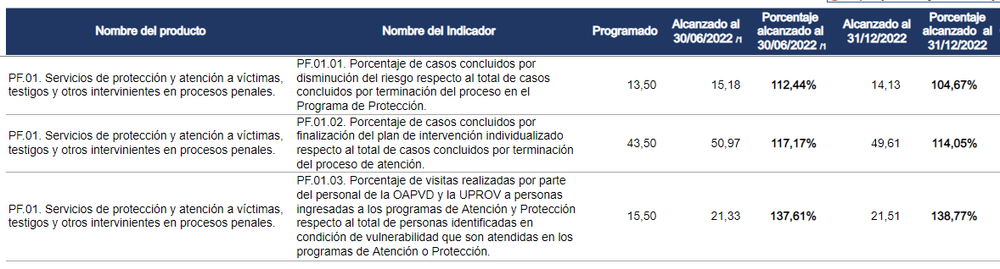 Nombre del producto
Nombre del Indicador
Programado
Alcanzado al
30/06/2022 /1
Porcentaje
alcanzado al
30/06/2022 /1
Alcanzado al
31/12/2022
Porcentaje
alcanzado al
31/12/2022
PF.01. Servicios de protección y atención a víctimas,
testigos y otros intervinientes en procesos penales.
PF.01.01. Porcentaje de casos concluidos por
disminución del riesgo respecto al total de casos
concluidos por terminación del proceso en el
Programa de Protección.
13,50
15,18
112,44%
14,13
104,67%
PF.01. Servicios de protección y atención a víctimas,
testigos y otros intervinientes en procesos penales.
PF.01.02. Porcentaje de casos concluidos por
finalización del plan de intervención individualizado
respecto al total de casos concluidos por terminación
del proceso de atención.
43,50
50,97
117,17%
49,61
114,05%
PF.01. Servicios de protección y atención a víctimas,
testigos y otros intervinientes en procesos penales.
PF.01.03. Porcentaje de visitas realizadas por parte
del personal de la OAPVD y la UPROV a personas
ingresadas a los programas de Atención y Protección
respecto al total de personas identificadas en
condición de vulnerabilidad que son atendidas en los
programas de Atención o Protección.
15,50
21,33
137,61%
21,51
138,77%